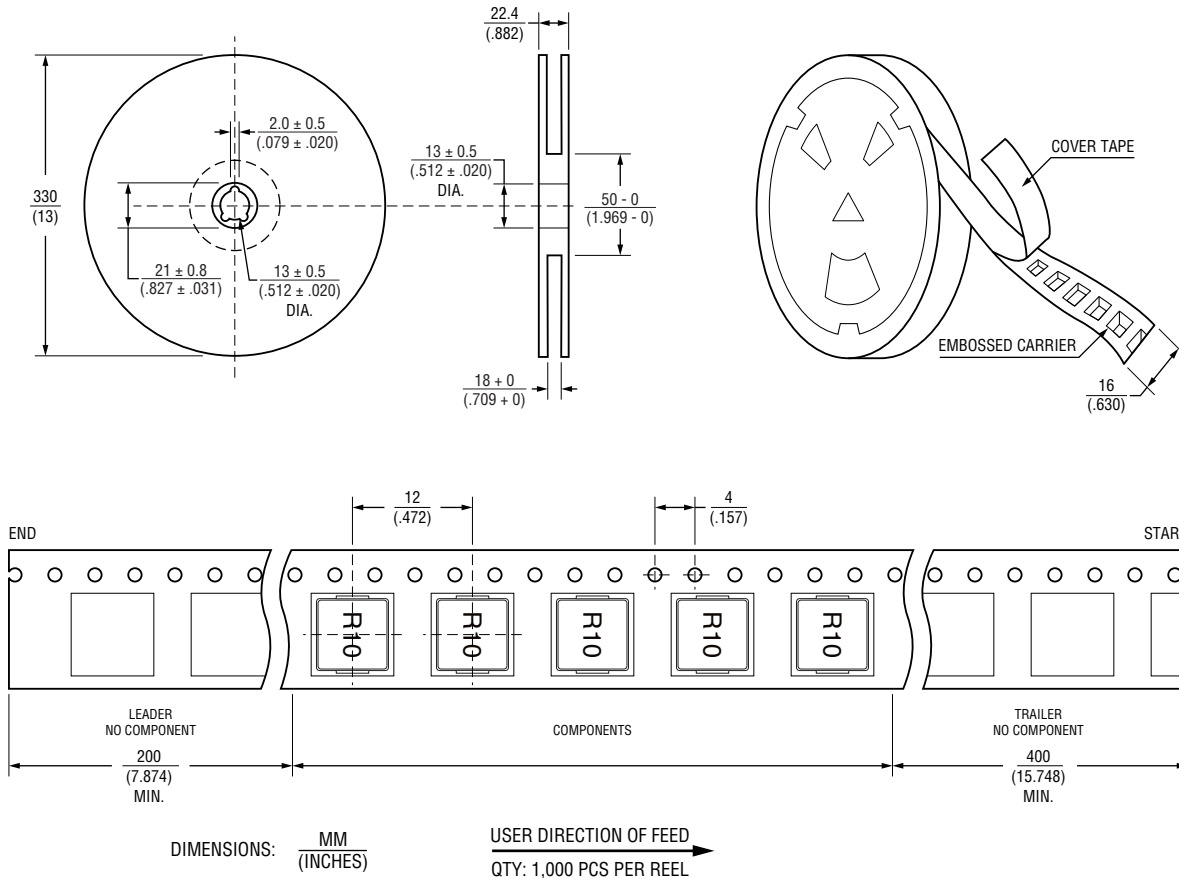 22.4
(.882)
2.0 ± 0.5
(.079 ± .020)
13 ± 0.5
(.512 ± .020)
DIA.
330
(13)
50 - 0
(1.969 - 0)
21 ± 0.8
(.827 ± .031)
13 ± 0.5
(.512 ± .020)
DIA.
18 + 0
(.709 + 0)
COVER TAPE
EMBOSSED CARRIER
16
(.630)
12
(.472)
4
(.157)
END
STAR
R10
R10
R10
R10
R10
LEADER
NO COMPONENT
COMPONENTS
TRAILER
NO COMPONENT
200
(7.874)
MIN.
400
(15.748)
MIN.
DIMENSIONS: MM
(INCHES)
USER DIRECTION OF FEED
QTY: 1,000 PCS PER REEL